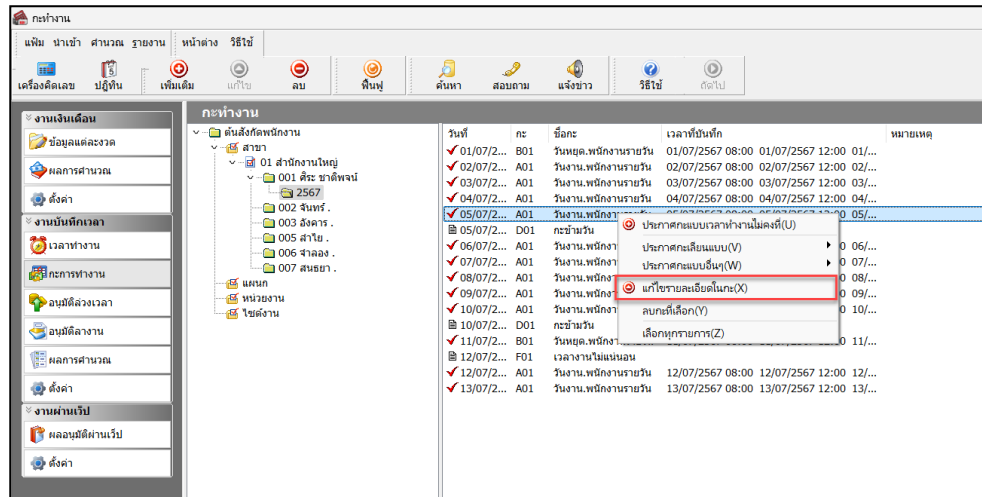 กะทำงาน
แฟ้ม นำเข้า คำนวณ รายงาน หน้าต่าง วิธีใช้
เครื่องคิดเลข ปฏิทิน เพิ่มเติม แก้ไข ลบ ฟื้นฟู ค้นหา สอบถาม แจ้งข่าว วิธีใช้ ถัดไป
งานเงินเดือน
ข้อมูลแต่ละงวด
ผลการคำนวณ
ตั้งค่า
งานบันทึกเวลา
เวลาทำงาน
กะการทำงาน
อนุมัติล่วงเวลา
อนุมัติลางาน
ผลการคำนวณ
ตั้งค่า
งานผ่านเว็ป
ผลอนุมัติผ่านเว็ป
ตั้งค่า
กะทำงาน
ต้นสังกัดพนักงาน
สาขา
01 สำนักงานใหญ่
001 ศิระ ชาติพจน์
2567
002 จันทร์ .
003 อังคาร .
005 สาโย .
006 จำลอง .
007 สนธยา .
แผนก
หน่วยงาน
ไซต์งาน
วันที่ กะ ชื่อกะ เวลาที่บันทึก หมายเหตุ
01/07/2... B01 วันหยุด.พนักงานรายวัน 01/07/2567 08:00 01/07/2567 12:00 01/...
02/07/2... A01 วันงาน.พนักงานรายวัน 02/07/2567 08:00 02/07/2567 12:00 02/...
03/07/2... A01 วันงาน.พนักงานรายวัน 03/07/2567 08:00 03/07/2567 12:00 03/...
04/07/2... A01 วันงาน.พนักงานรายวัน 04/07/2567 08:00 04/07/2567 12:00 04/...
05/07/2... A01 วันงาน.พนักงานรายวัน 05/07/2567 08:00 05/07/2567 12:00 05/...
05/07/2... D01 กะข้ามวัน
06/07/2... A01 วันงาน.พนักงา 0 06/...
07/07/2... A01 วันงาน.พนักงา 0 07/...
08/07/2... A01 วันงาน.พนักงา 08/...
09/07/2... A01 วันงาน.พนักงา 0 09/...
10/07/2... A01 วันงาน.พนักงา 0 10/...
10/07/2... D01 กะข้ามวัน
11/07/2... B01 วันหยุด.พนักง 0 11/...
12/07/2... F01 เวลางานไม่แน่นอน
12/07/2... A01 วันงาน.พนักงานรายวัน 12/07/2567 08:00 12/07/2567 12:00 12/...
13/07/2... A01 วันงาน.พนักงานรายวัน 13/07/2567 08:00 13/07/2567 12:00 13/...
ประกาศกะแบบเวลาทำงานไม่คงที่(U)
ประกาศกะเลียนแบบ(V)
ประกาศกะแบบอื่นๆ(W)
แก้ไขรายละเอียดในกะ(X)
ลบกะที่เลือก(Y)
เลือกทุกรายการ(Z)